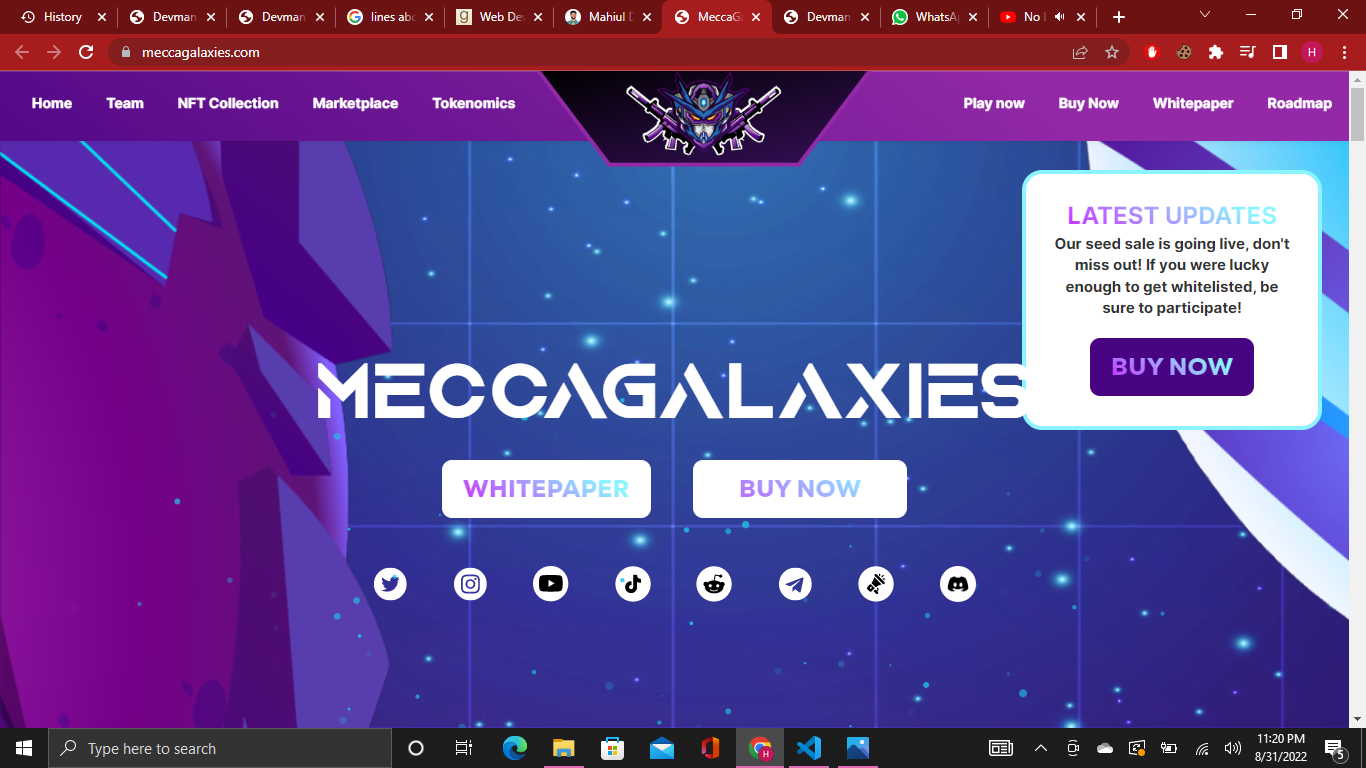 History
Devman
Devman
lines abo
Web De
Mahiul D
MeccaG
Devman
WhatsA
No
meccagalaxies.com
H
Home
Team
NFT Collection
Marketplace
Tokenomics
Play now
Buy Now
Whitepaper
Roadmap
LATEST UPDATES
Our seed sale is going live, don't
miss out! If you were lucky
enough to get whitelisted, be
sure to participate!
BUY NOW
MECCAGALAXIES
WHITEPAPER
BUY NOW
Type here to search
H
11:20 PM
8/31/2022
5